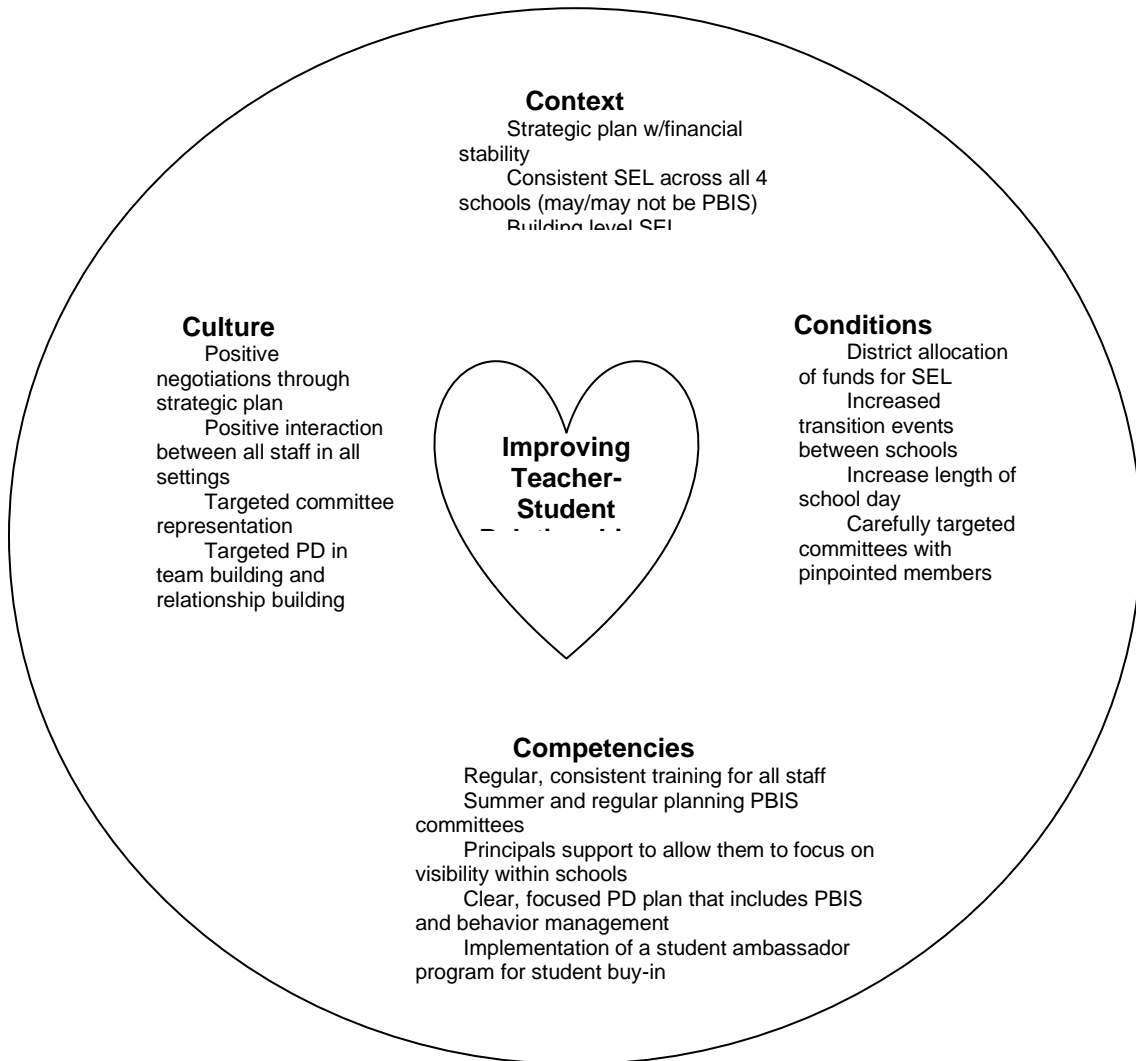 Context
Strategic plan w/financial
stability
Consistent SEL across all 4
schools (may/may not be PBIS)
Building level SEL
Culture
Positive
negotiations through
strategic plan
Positive interaction
between all staff in all
settings
Targeted committee
representation
Targeted PD in
team building and
relationship building
Improving
Teacher-
Student
Conditions
District allocation
of funds for SEL
Increased
transition events
between schools
Increase length of
school day
Carefully targeted
committees with
pinpointed members
Competencies
Regular, consistent training for all staff
Summer and regular planning PBIS
committees
Principals support to allow them to focus on
visibility within schools
Clear, focused PD plan that includes PBIS
and behavior management
Implementation of a student ambassador
program for student buy-in